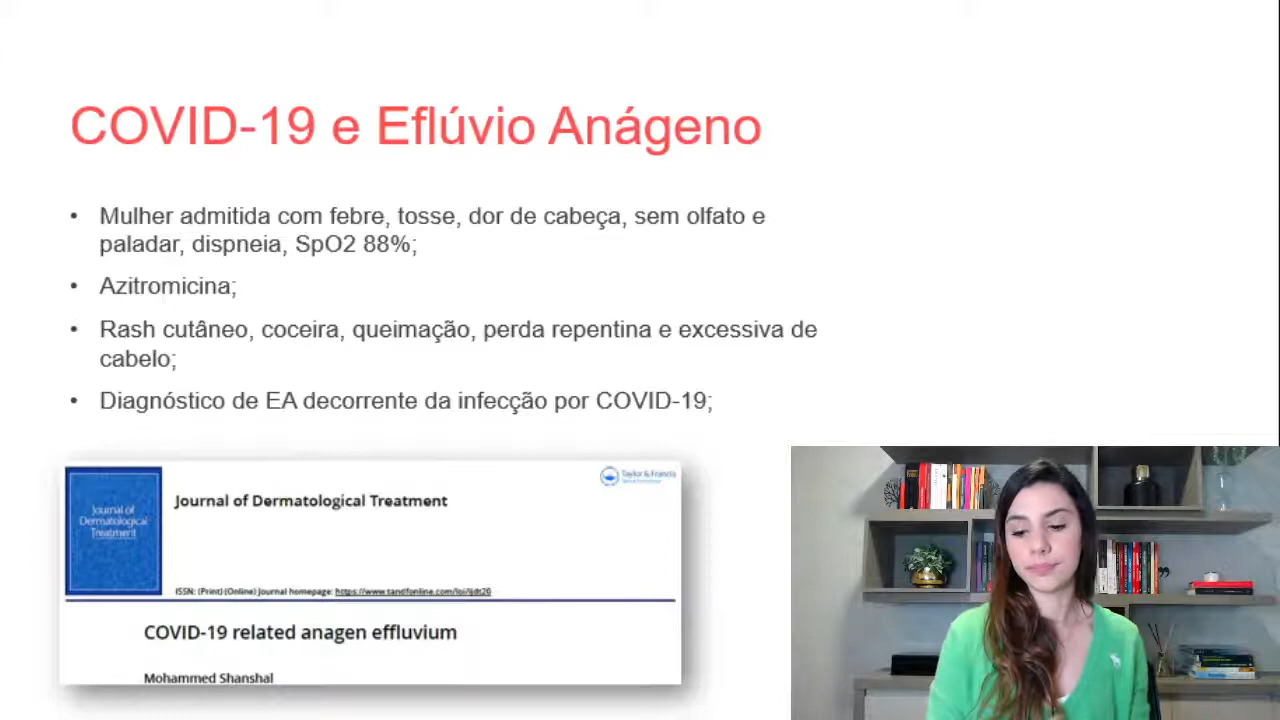 COVID-19 e Eflúvio Anágeno
• Mulher admitida com febre, tosse, dor de cabeça, sem olfato e
paladar, dispneia, SpO2 88%;
• Azitromicina;
• Rash cutâneo, coceira, queimação, perda repentina e excessiva de
cabelo;
• Diagnóstico de EA decorrente da infecção por COVID-19;
Journal of
Dermatological
Treatment
Taylor & Francis
Journal of Dermatological Treatment
ISSN: (Print) (Online) Journal homepage: https://www.tandfonline.com/loi/ijdt20
COVID-19 related anagen effluvium
Mohammed Shanshal